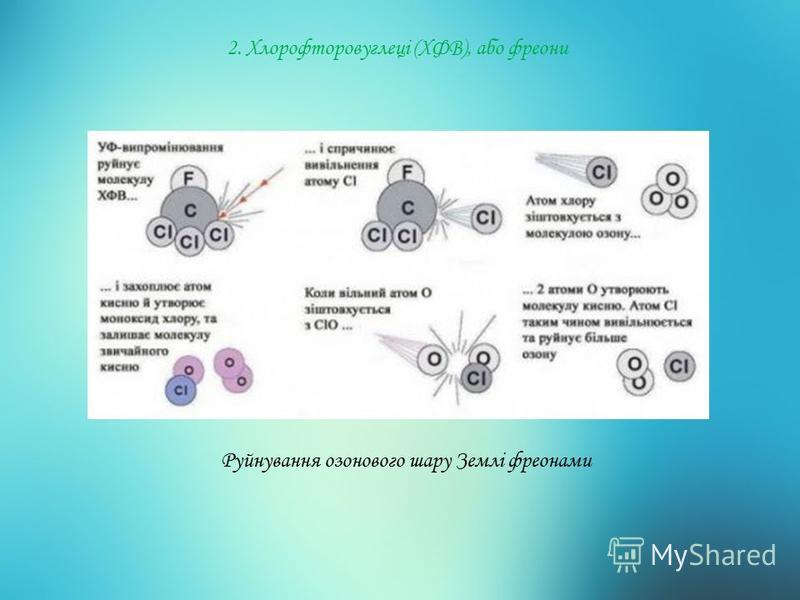 2. Хлорофторовуглеці (ХФВ), або фреони
УФ-випромінювання
руйнує
молекулу
ХФВ...
F
C
Cl
Cl
Cl
... і спричинює
вивільнення
атому Cl
F
C
Cl
Cl
Cl
Cl
Атом хлору
зіштовхується з
молекулою озону...
O
O
O
... і захоплює атом
кисню й утворює
моноксид хлору, та
залишає молекулу
звичайного
кисню
O
Cl
O
O
Коли вільний атом О
зіштовхується
з ClO ...
O
O
Cl
... 2 атоми О утворюють
молекулу кисню. Атом Cl
таким чином вивільнюється
та руйнує більше
озону
O
O
Cl
Руйнування озонового шару Землі фреонами
MyShared